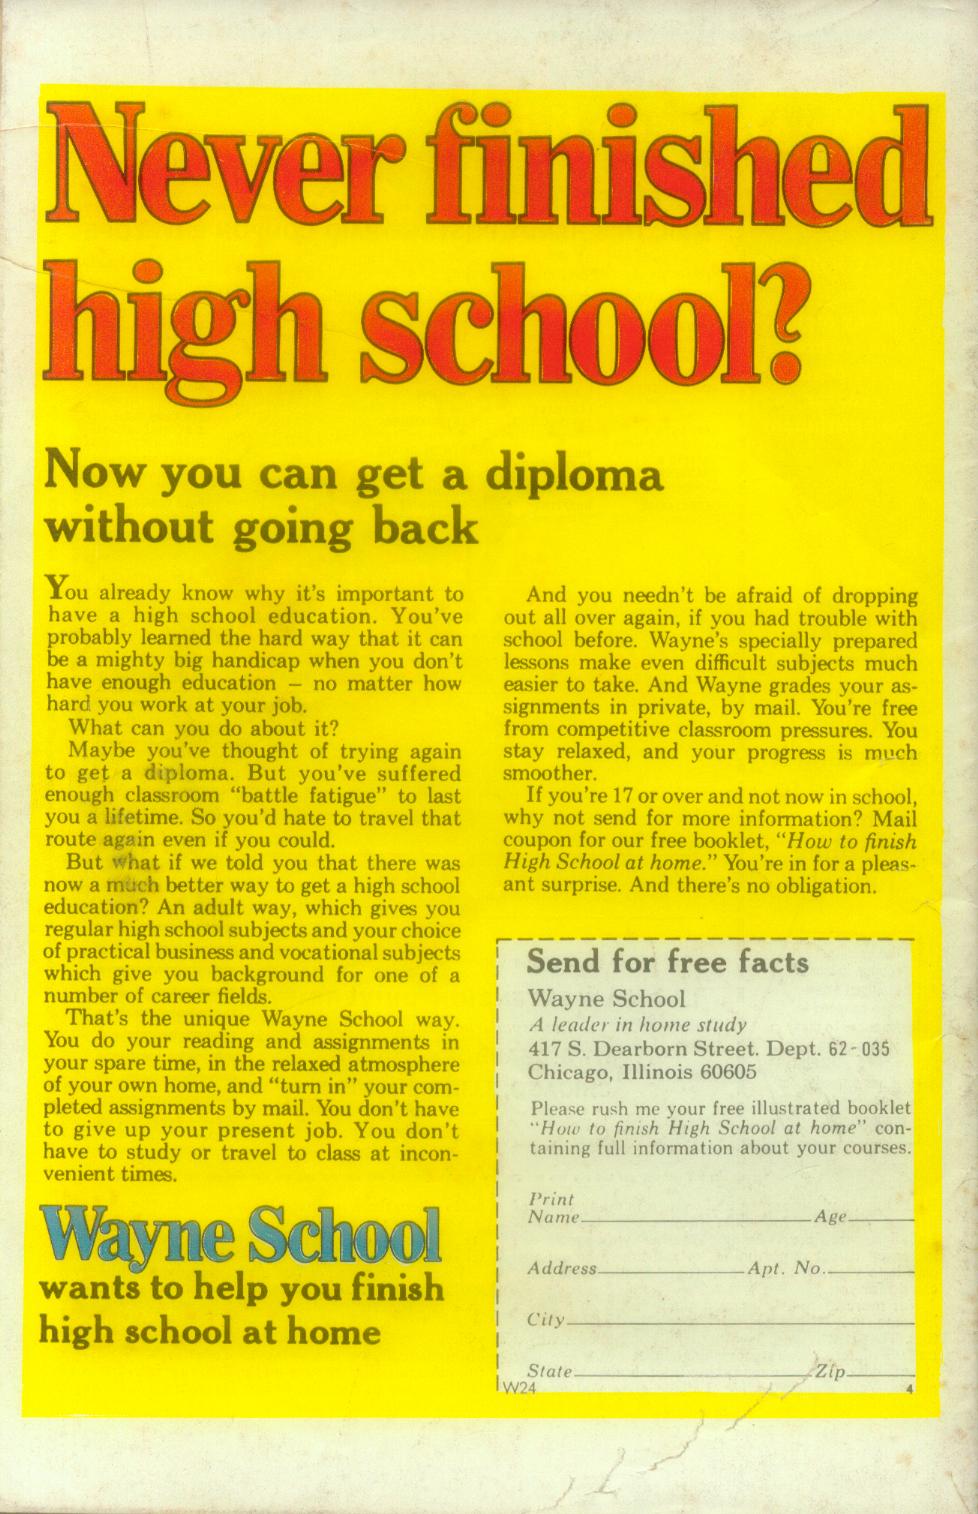 Never finished
high school?
Now you can get a diploma
without going back
You already know why it's important to
have a high school education. You've
probably learned the hard way that it can
be a mighty big handicap when you don't
have enough education — no matter how
hard you work at your job.
What can you do about it?
Maybe you've thought of trying again
to get a diploma. But you've suffered
enough classroom "battle fatigue" to last
you a lifetime. So you'd hate to travel that
route again even if you could.
But what if we told you that there was
now a much better way to get a high school
education? An adult way, which gives you
regular high school subjects and your choice
of practical business and vocational subjects
which give you background for one of a
number of career fields.
That's the unique Wayne School way.
You do your reading and assignments in
your spare time, in the relaxed atmosphere
of your own home, and "turn in" your com-
pleted assignments by mail. You don't have
to give up your present job. You don't
have to study or travel to class at incon-
venient times.
Wayne School
wants to help you finish
high school at home
And you needn't be afraid of dropping
out all over again, if you had trouble with
school before. Wayne's specially prepared
lessons make even difficult subjects much
easier to take. And Wayne grades your as-
signments in private, by mail. You're free
from competitive classroom pressures. You
stay relaxed, and your progress is much
smoother.
If you're 17 or over and not now in school,
why not send for more information? Mail
coupon for our free booklet, "How to finish
High School at home." You're in for a pleas-
ant surprise. And there's no obligation.
Send for free facts
Wayne School
A leader in home study
417 S. Dearborn Street. Dept. 62-035
Chicago, Illinois 60605
Please rush me your free illustrated booklet
"How to finish High School at home" con-
taining full information about your courses.
Print
Name Age
Address Apt. No.
City
State Zip
W24 4